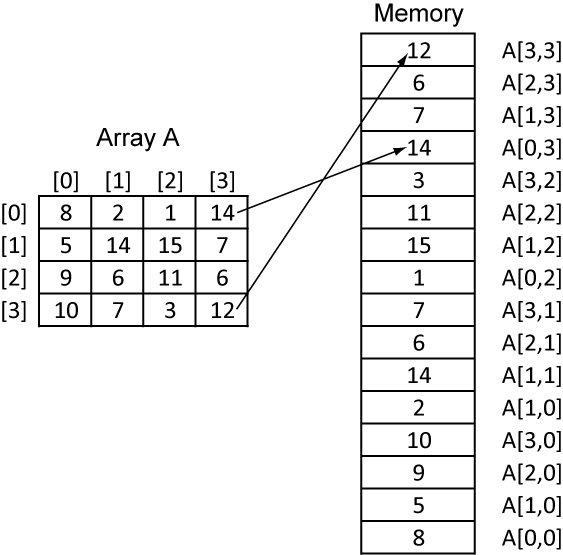 Memory
12 A[3,3]
6 A[2,3]
7 A[1,3]
14 A[0,3]
3 A[3,2]
11 A[2,2]
15 A[1,2]
1 A[0,2]
7 A[3,1]
6 A[2,1]
14 A[1,1]
2 A[1,0]
10 A[3,0]
9 A[2,0]
5 A[1,0]
8 A[0,0]
Array A
[0] [1] [2] [3]
[0] 8 2 1 14
[1] 5 14 15 7
[2] 9 6 11 6
[3] 10 7 3 12